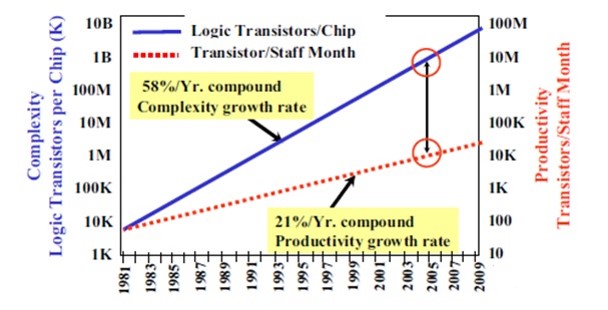 Complexity
Logic Transistors per Chip (K)
10B
1B
100M
10M
1M
100K
10K
1K
Logic Transistors/Chip
Transistor/Staff Month
58%/Yr. compound
Complexity growth rate
21%/Yr. compound
Productivity growth rate
100M
10M
1M
100K
10K
1K
100
10
Productivity
Transistors/Staff Month
1981
1983
1985
1987
1989
1991
1993
1995
1997
1999
2001
2003
2005
2007
2009